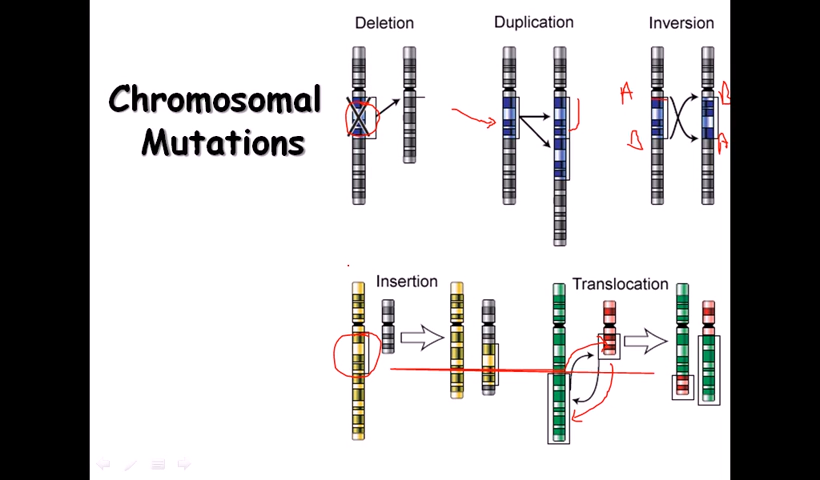 Deletion
Duplication
Inversion
Chromosomal
Mutations
A
B
B
A
Insertion
Translocation